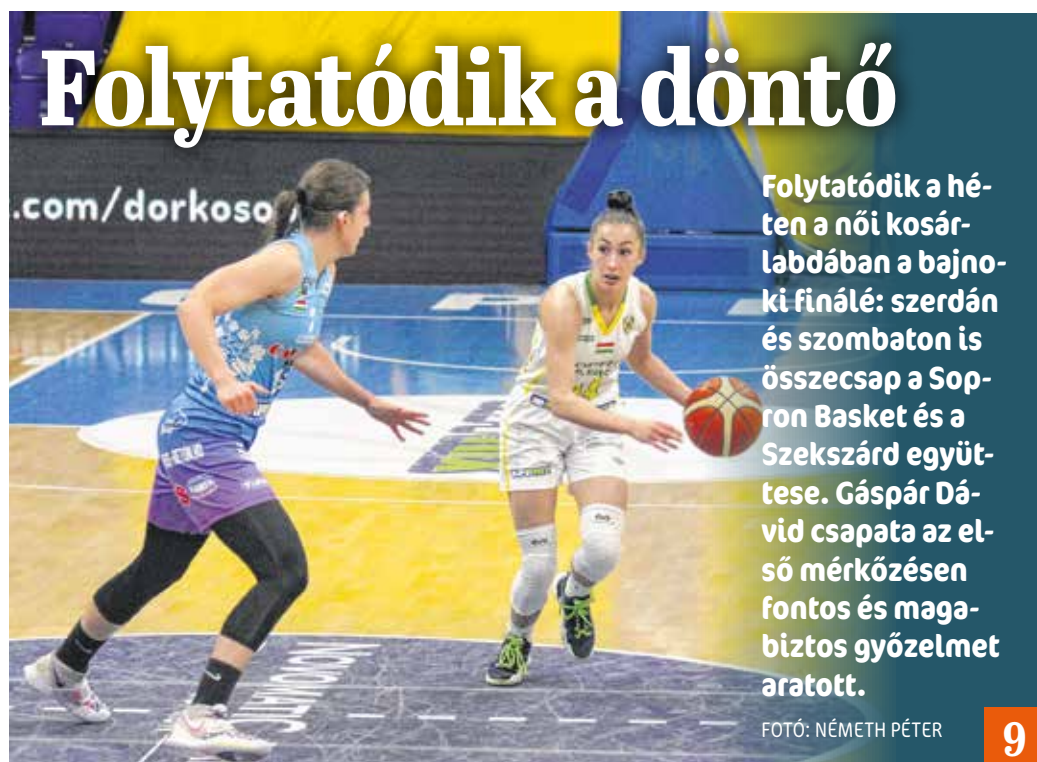 Folytatódik a döntő
.com/dorkoso
Folytatódik a hé-
ten a női kosár-
labdában a bajno-
ki finálé: szerdán
és szombaton is
összecsap a Sop-
ron Basket és a
Szekszárd együt-
tese. Gáspár Dá-
vid csapata az el-
ső mérkőzésen
fontos és maga-
biztos győzelmet
aratott.
FOTÓ: NÉMETH PÉTER
9